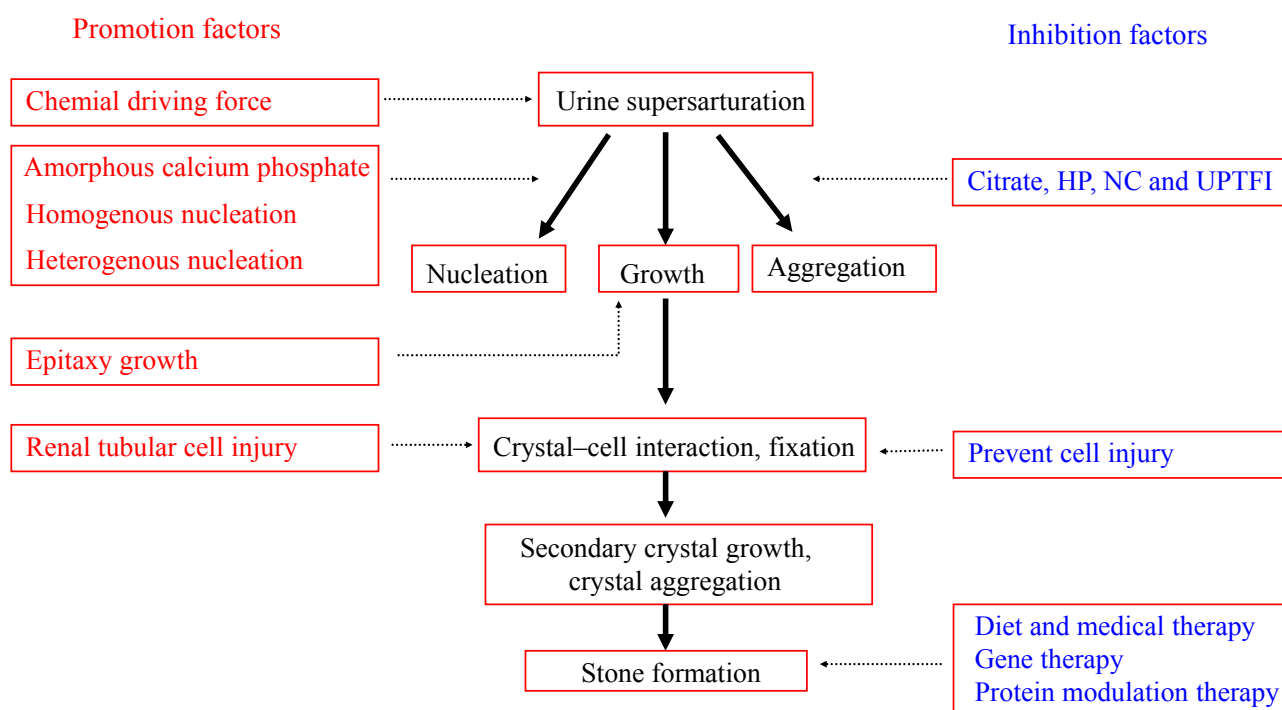 Promotion factors
Inhibition factors
Chemial driving force
Urine supersarturation
Amorphous calcium phosphate
Homogenous nucleation
Heterogenous nucleation
Citrate, HP, NC and UPTFI
Nucleation
Growth
Aggregation
Epitaxy growth
Renal tubular cell injury
Crystal–cell interaction, fixation
Prevent cell injury
Secondary crystal growth,
crystal aggregation
Stone formation
Diet and medical therapy
Gene therapy
Protein modulation therapy